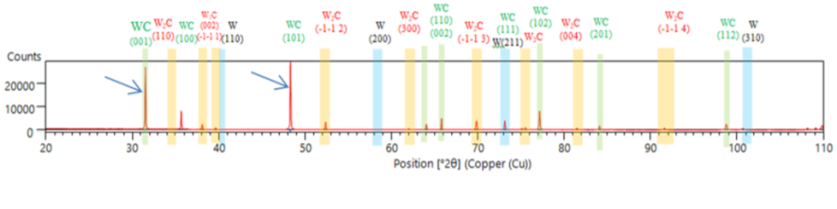 WC
(001)
W₂C
(110)
WC
(100)
W₂C
(002)
(-1-1 1)
W
(110)
WC
(101)
W₂C
(-1-1 2)
W
(200)
W₂C
(300)
WC
(110)
(002)
W₂C
(-1-1 3)
WC
(111)
W(211)
W₂C
WC
(102)
W₂C
(004)
WC
(201)
W₂C
(-1-1 4)
WC
(112)
W
(310)
Counts
20000
10000
0
20 30 40 50 60 70 80 90 100 110
Position [°2θ] (Copper (Cu))